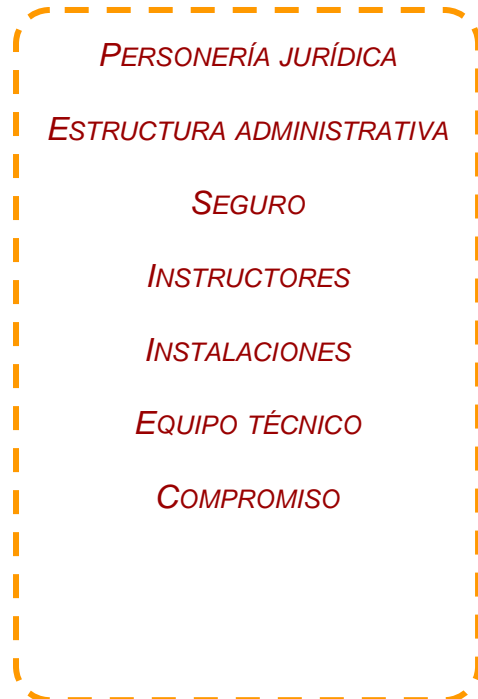 Personería jurídica
Estructura administrativa
Seguro
Instructores
Instalaciones
Equipo técnico
Compromiso